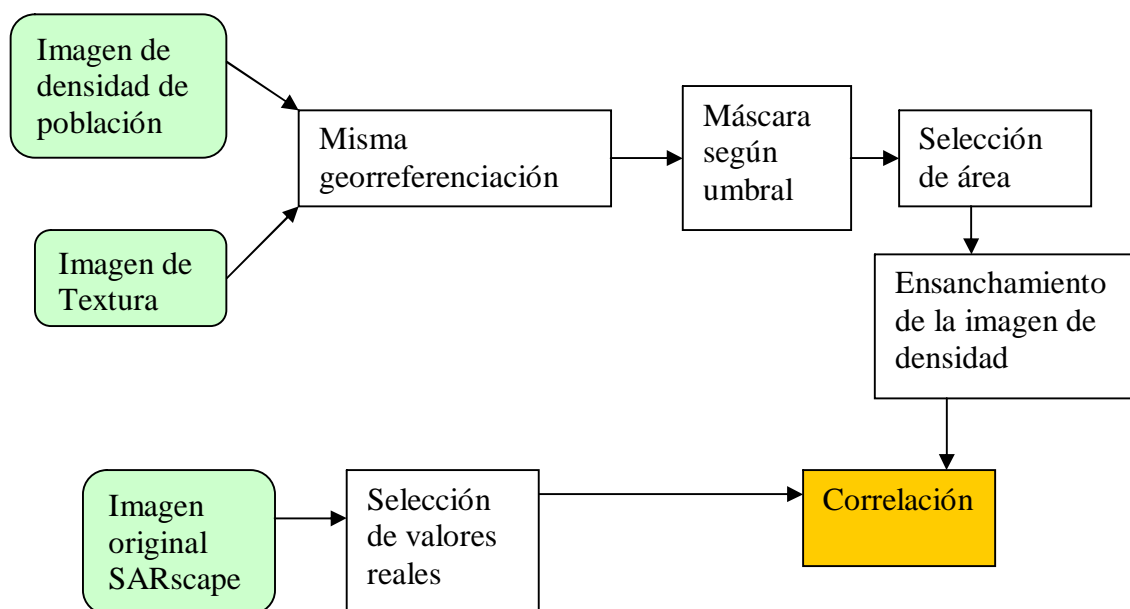 Imagen de
densidad de
población
Misma
georreferenciación
Máscara
según
umbral
Selección
de área
Imagen de
Textura
Ensanchamiento
de la imagen de
densidad
Imagen
original
SARscape
Selección
de valores
reales
Correlación